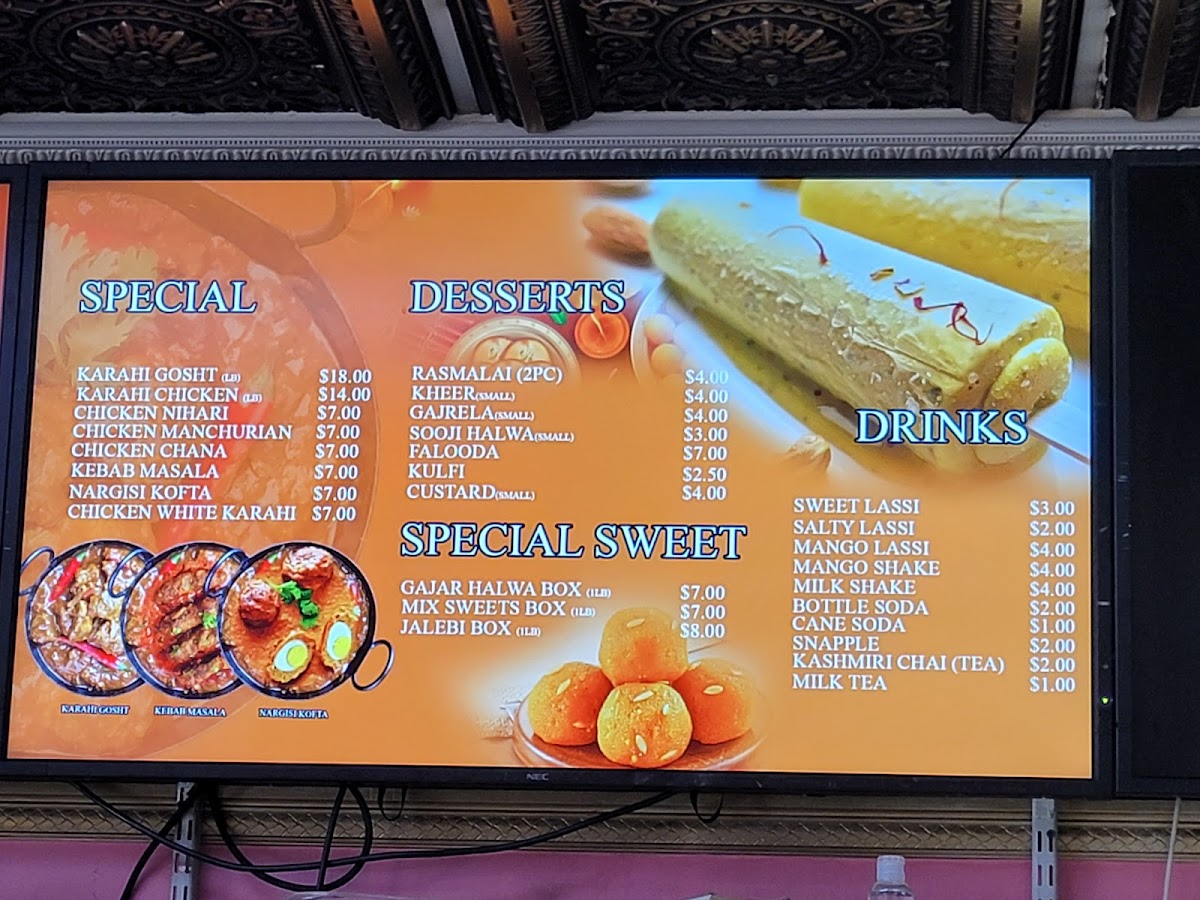 SPECIAL
KARAHI GOSHT (LB) $18.00
KARAHI CHICKEN (LB) $14.00
CHICKEN NIHARI $7.00
CHICKEN MANCHURIAN $7.00
CHICKEN CHANA $7.00
KEBAB MASALA $7.00
NARGISI KOFTA $7.00
CHICKEN WHITE KARAHI $7.00
KARAHI GOSHT
KEBAB MASALA
NARGISI KOFTA
DESSERTS
RASMALAI (2PC) $4.00
KHEER(SMALL) $4.00
GAJRELA(SMALL) $4.00
SOOJI HALWA(SMALL) $3.00
FALOODA $7.00
KULFI $2.50
CUSTARD(SMALL) $4.00
SPECIAL SWEET
GAJAR HALWA BOX (1LB) $7.00
MIX SWEETS BOX (1LB) $7.00
JALEBI BOX (1LB) $8.00
DRINKS
SWEET LASSI $3.00
SALTY LASSI $2.00
MANGO LASSI $4.00
MANGO SHAKE $4.00
MILK SHAKE $4.00
BOTTLE SODA $2.00
CANE SODA $1.00
SNAPPLE $2.00
KASHMIRI CHAI (TEA) $2.00
MILK TEA $1.00
NEC